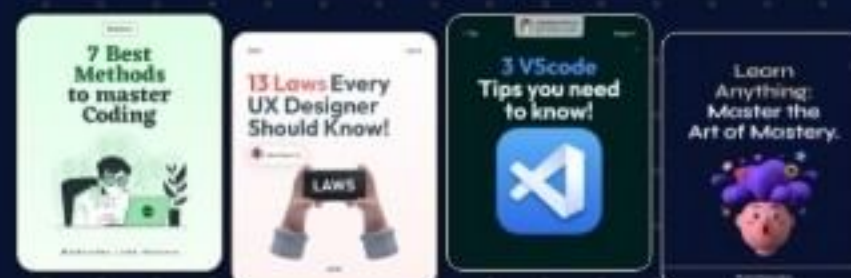 7 Best
Methods
to master
Coding
13 Laws Every
UX Designer
Should Know!
LAWS
3 VScode
Tips you need
to know!
Learn
Anything:
Master the
Art of Mastery.